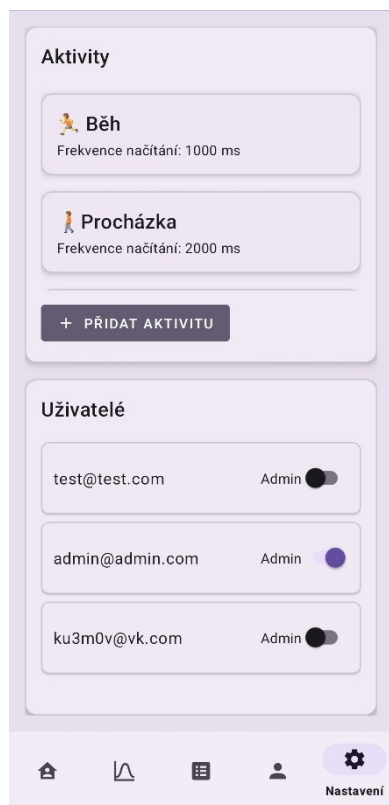 Aktivity
Běh
Frekvence načítání: 1000 ms
Procházka
Frekvence načítání: 2000 ms
+ PŘIDAT AKTIVITU
Uživatelé
test@test.com Admin
admin@admin.com Admin
ku3m0v@vk.com Admin
Nastavení